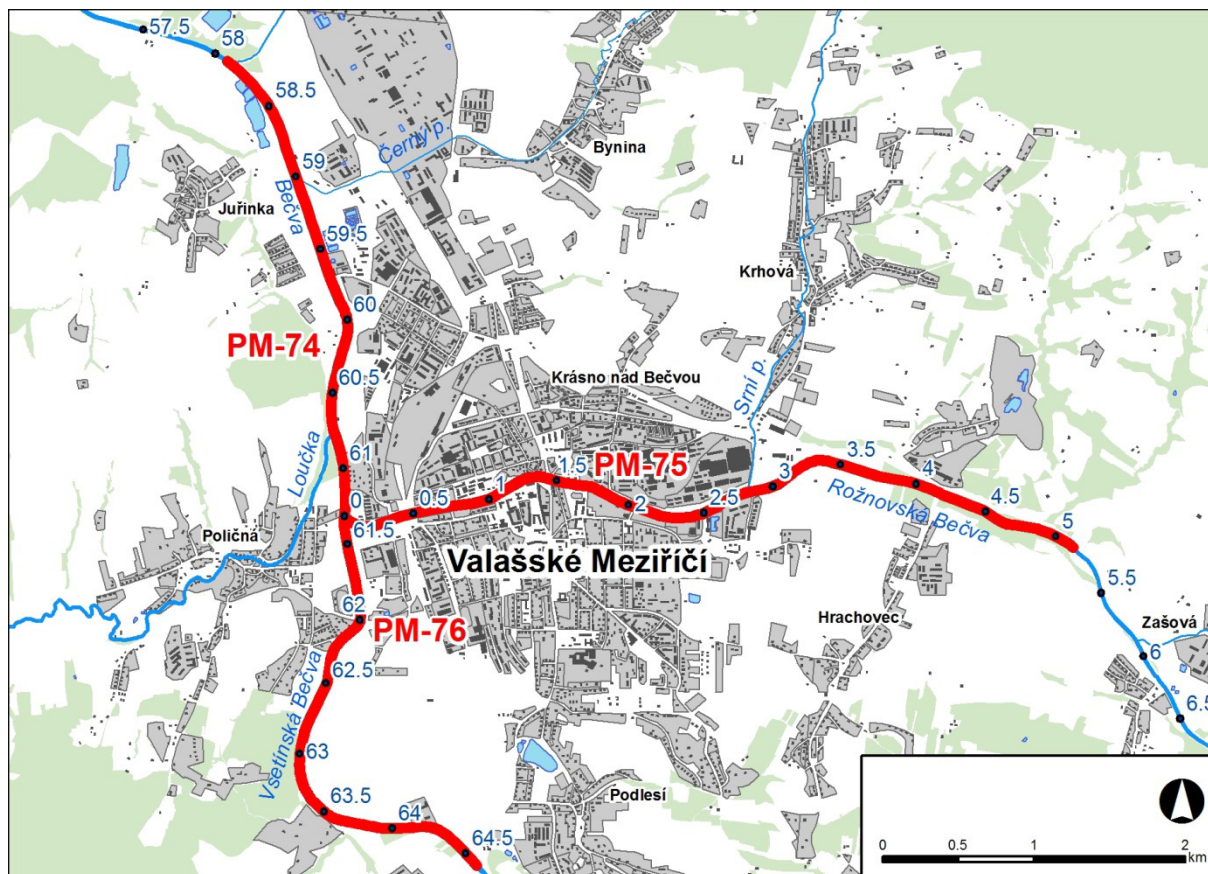 57.5
58
58.5
Černý p.
Bynina
59
Bečva
Juřinka
59.5
Krhová
60
PM-74
60.5
Krásno nad Bečvou
Srní p.
Loučka
61
PM-75
1.5
3
3.5
4
0
0.5
1
2
2.5
4.5
Rožnovská Bečva
5
61.5
Poličná
Valašské Meziříčí
5.5
62
PM-76
Hrachovec
Zašová
6
Vsetínská Bečva
62.5
6.5
63
63.5
64
Podlesí
64.5
0
0.5
1
2
km